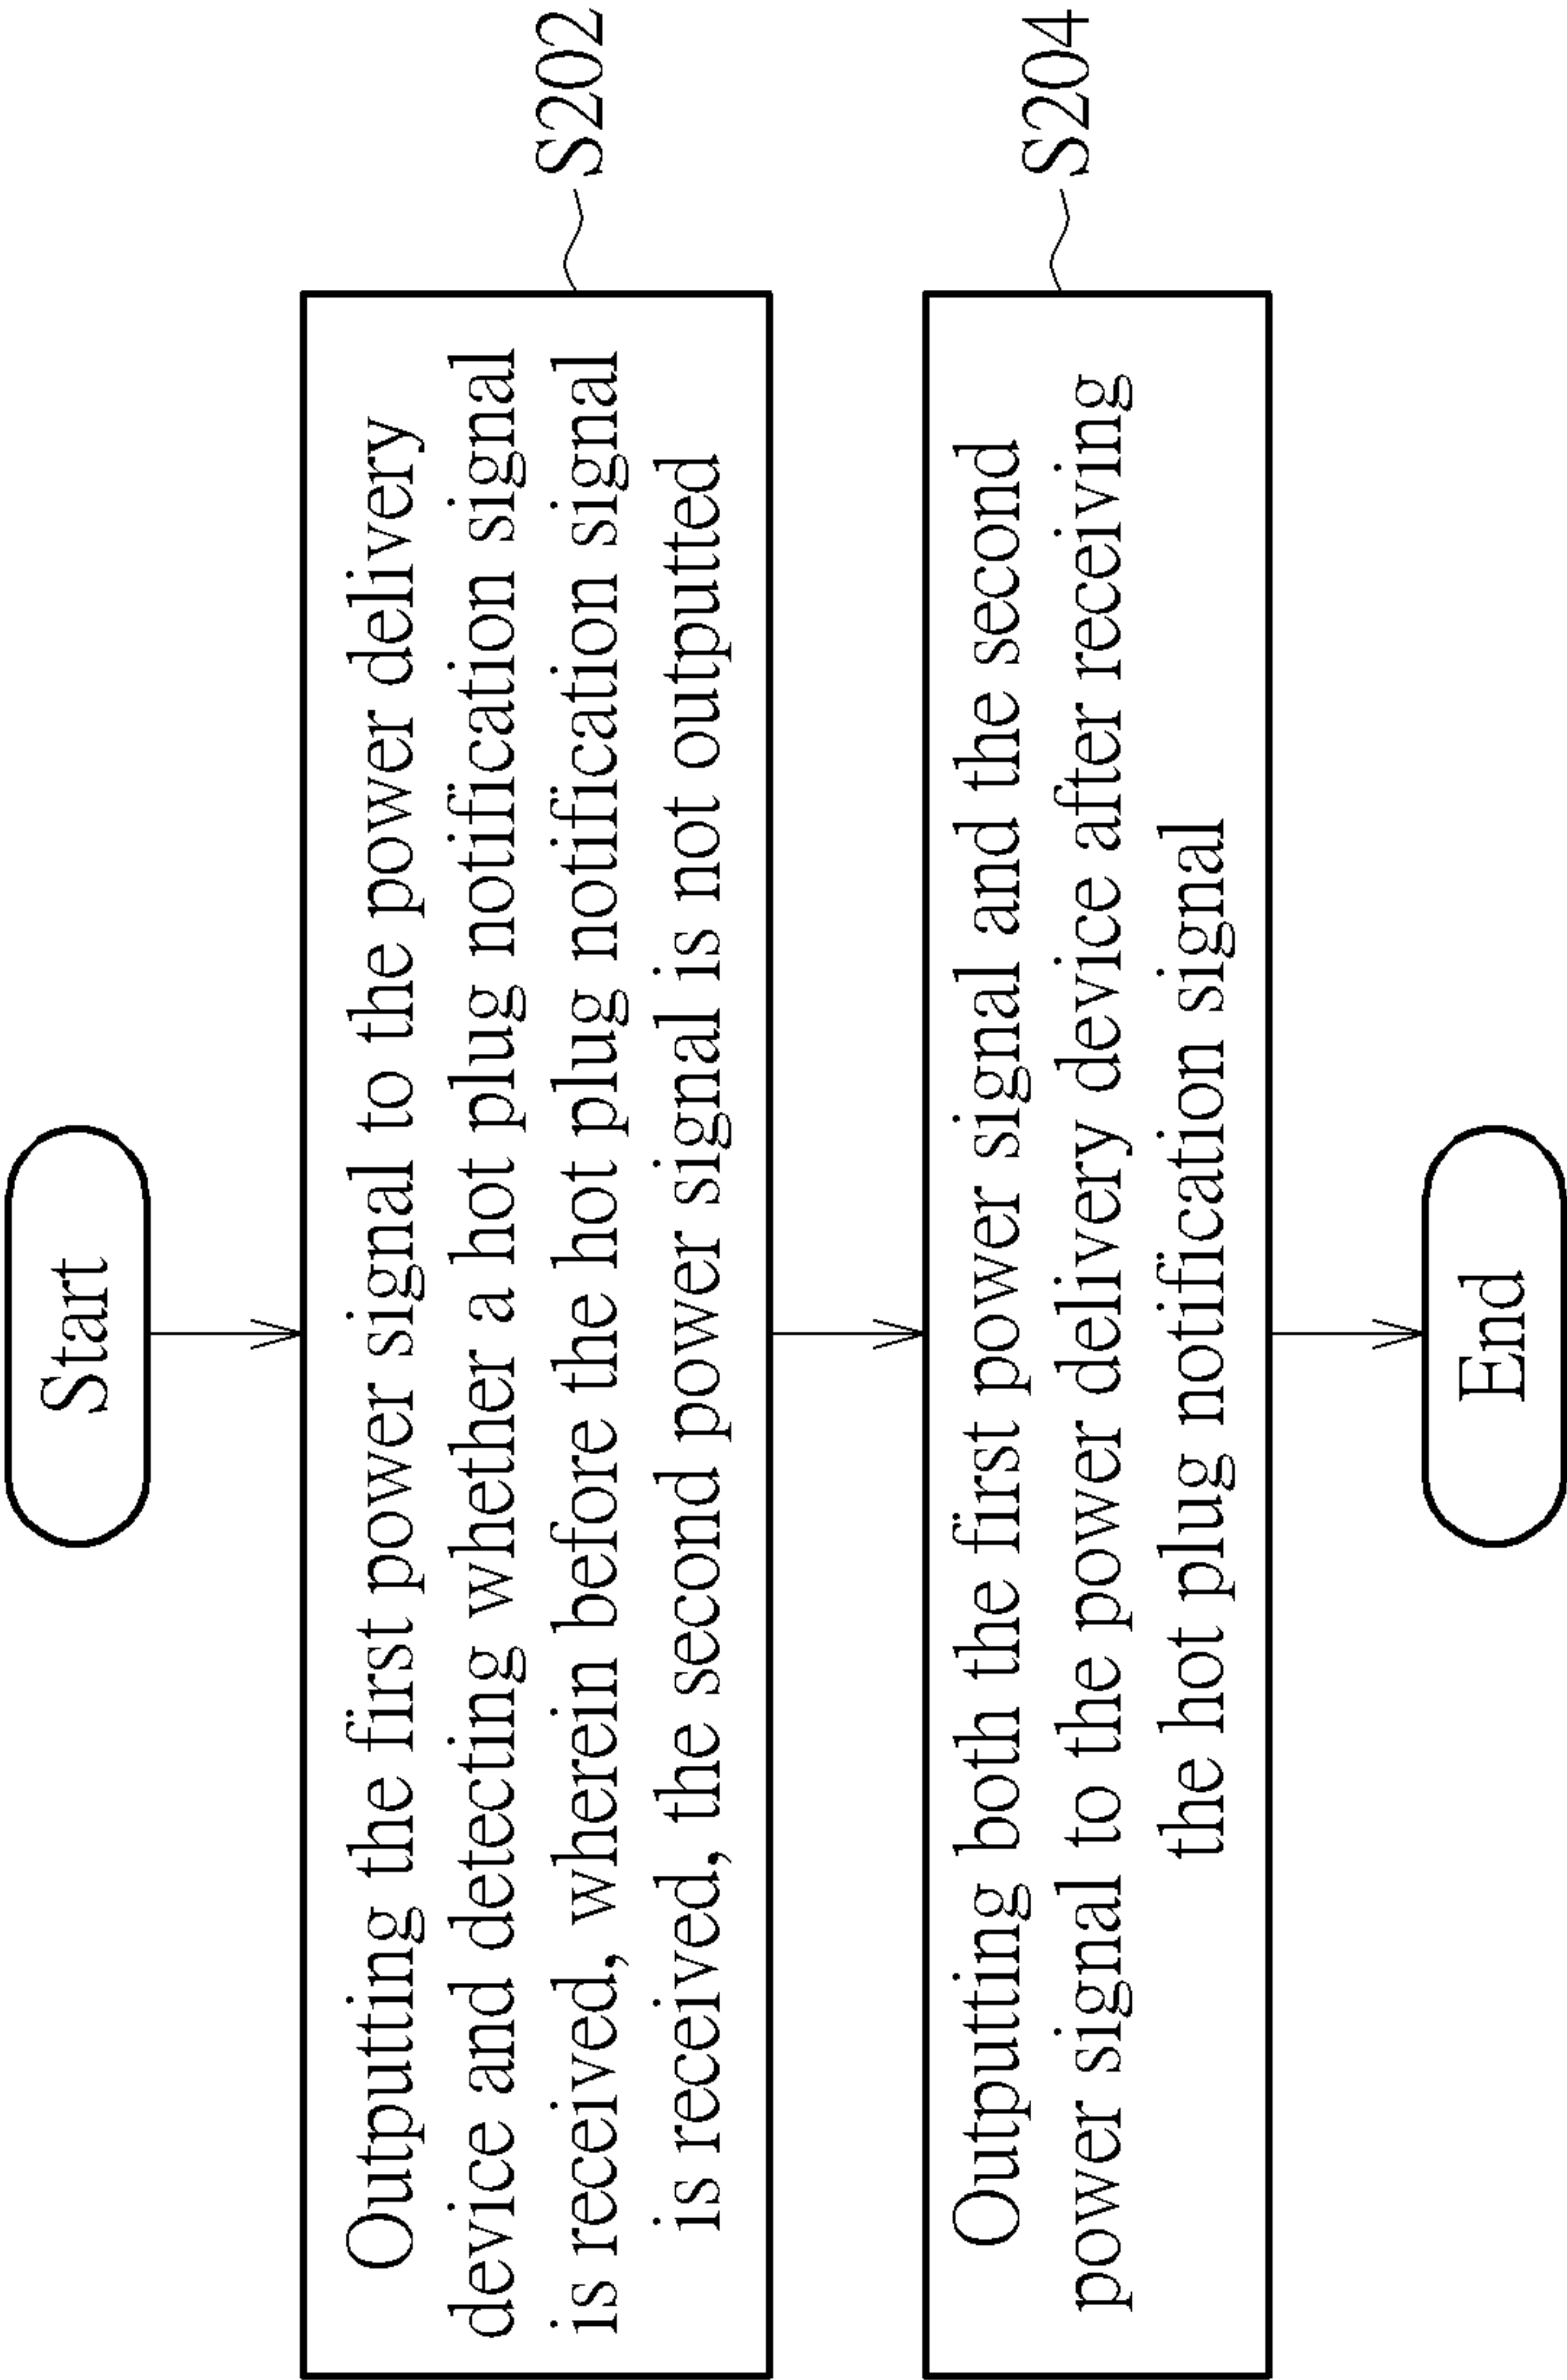 Start
Outputting the first power signal to the power delivery
device and detecting whether a hot plug notification signal
is received, wherein before the hot plug notification signal
is received, the second power signal is not outputted
S202
Outputting both the first power signal and the second
power signal to the power delivery device after receiving
the hot plug notification signal
S204
End